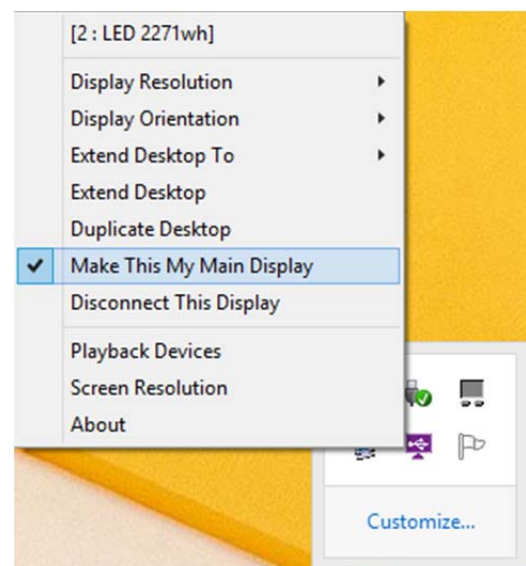 [2 : LED 2271wh]
Display Resolution
Display Orientation
Extend Desktop To
Extend Desktop
Duplicate Desktop
Make This My Main Display
Disconnect This Display
Playback Devices
Screen Resolution
About
Customize...